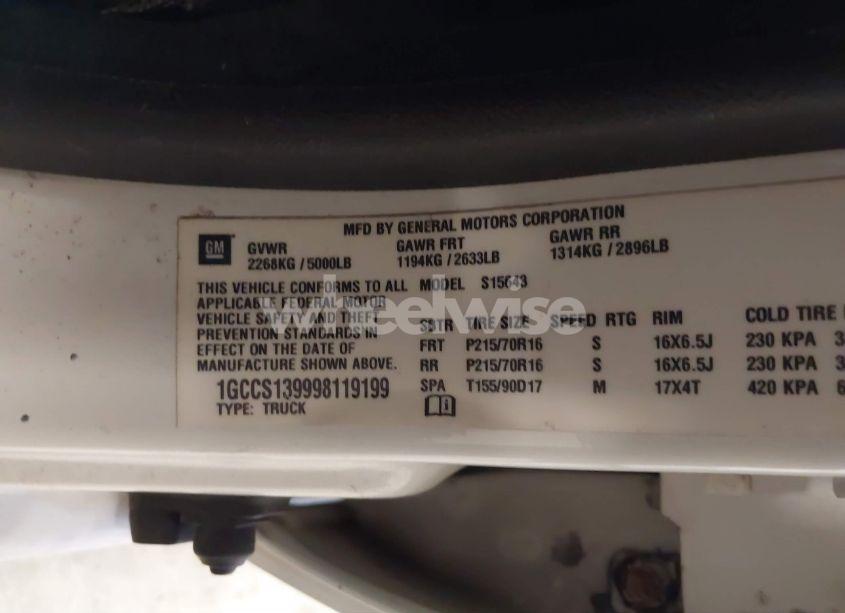 MFD BY GENERAL MOTORS CORPORATION
GM
GVWR GAWR FRT GAWR RR
2268KG / 5000LB 1194KG / 2633LB 1314KG / 2896LB
THIS VEHICLE CONFORMS TO ALL MODEL S15643
APPLICABLE FEDERAL MOTOR
VEHICLE SAFETY AND THEFT
PREVENTION STANDARDS IN
EFFECT ON THE DATE OF
MANUFACTURE SHOWN ABOVE.
1GCCS139998119199
TYPE: TRUCK
SBTR TIRE SIZE SPEED RTG RIM COLD TIRE
FRT P215/70R16 S 16X6.5J 230 KPA
RR P215/70R16 S 16X6.5J 230 KPA
SPA T155/90D17 M 17X4T 420 KPA
wheelwise